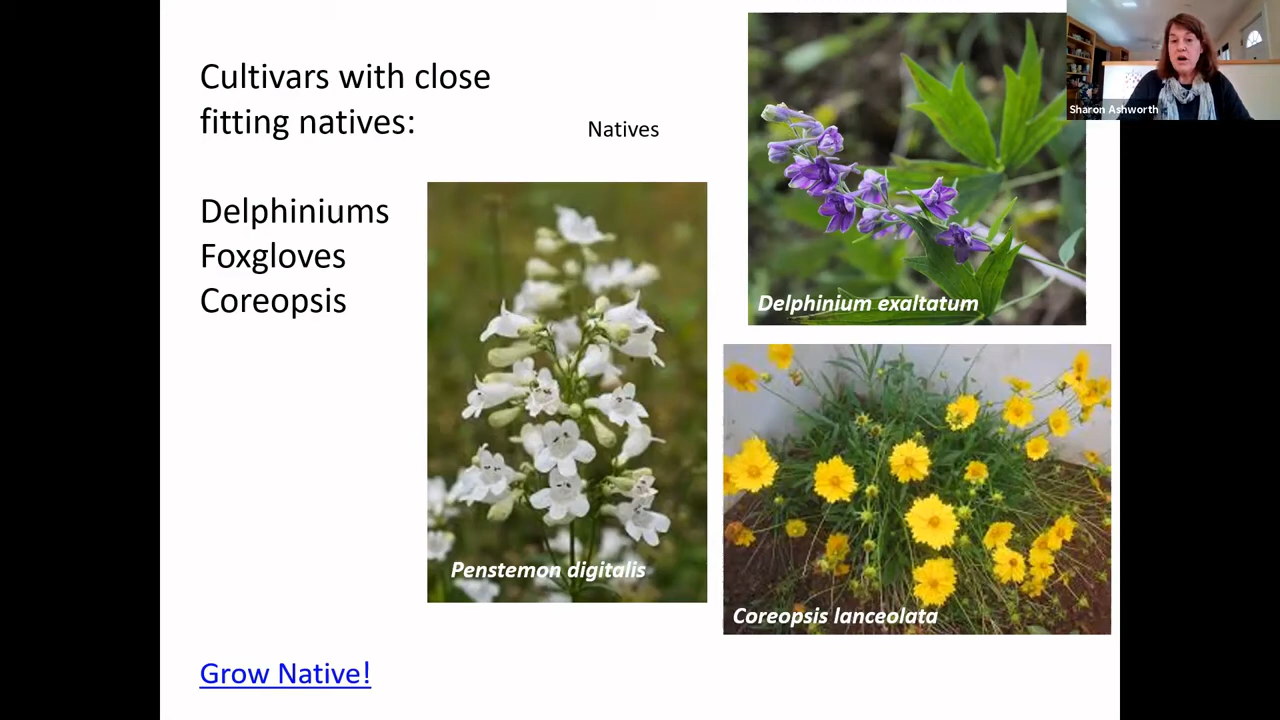 Cultivars with close
fitting natives:
Natives
Delphiniums
Foxgloves
Coreopsis
Sharon Ashworth
Delphinium exaltatum
Penstemon digitalis
Coreopsis lanceolata
Grow Native!